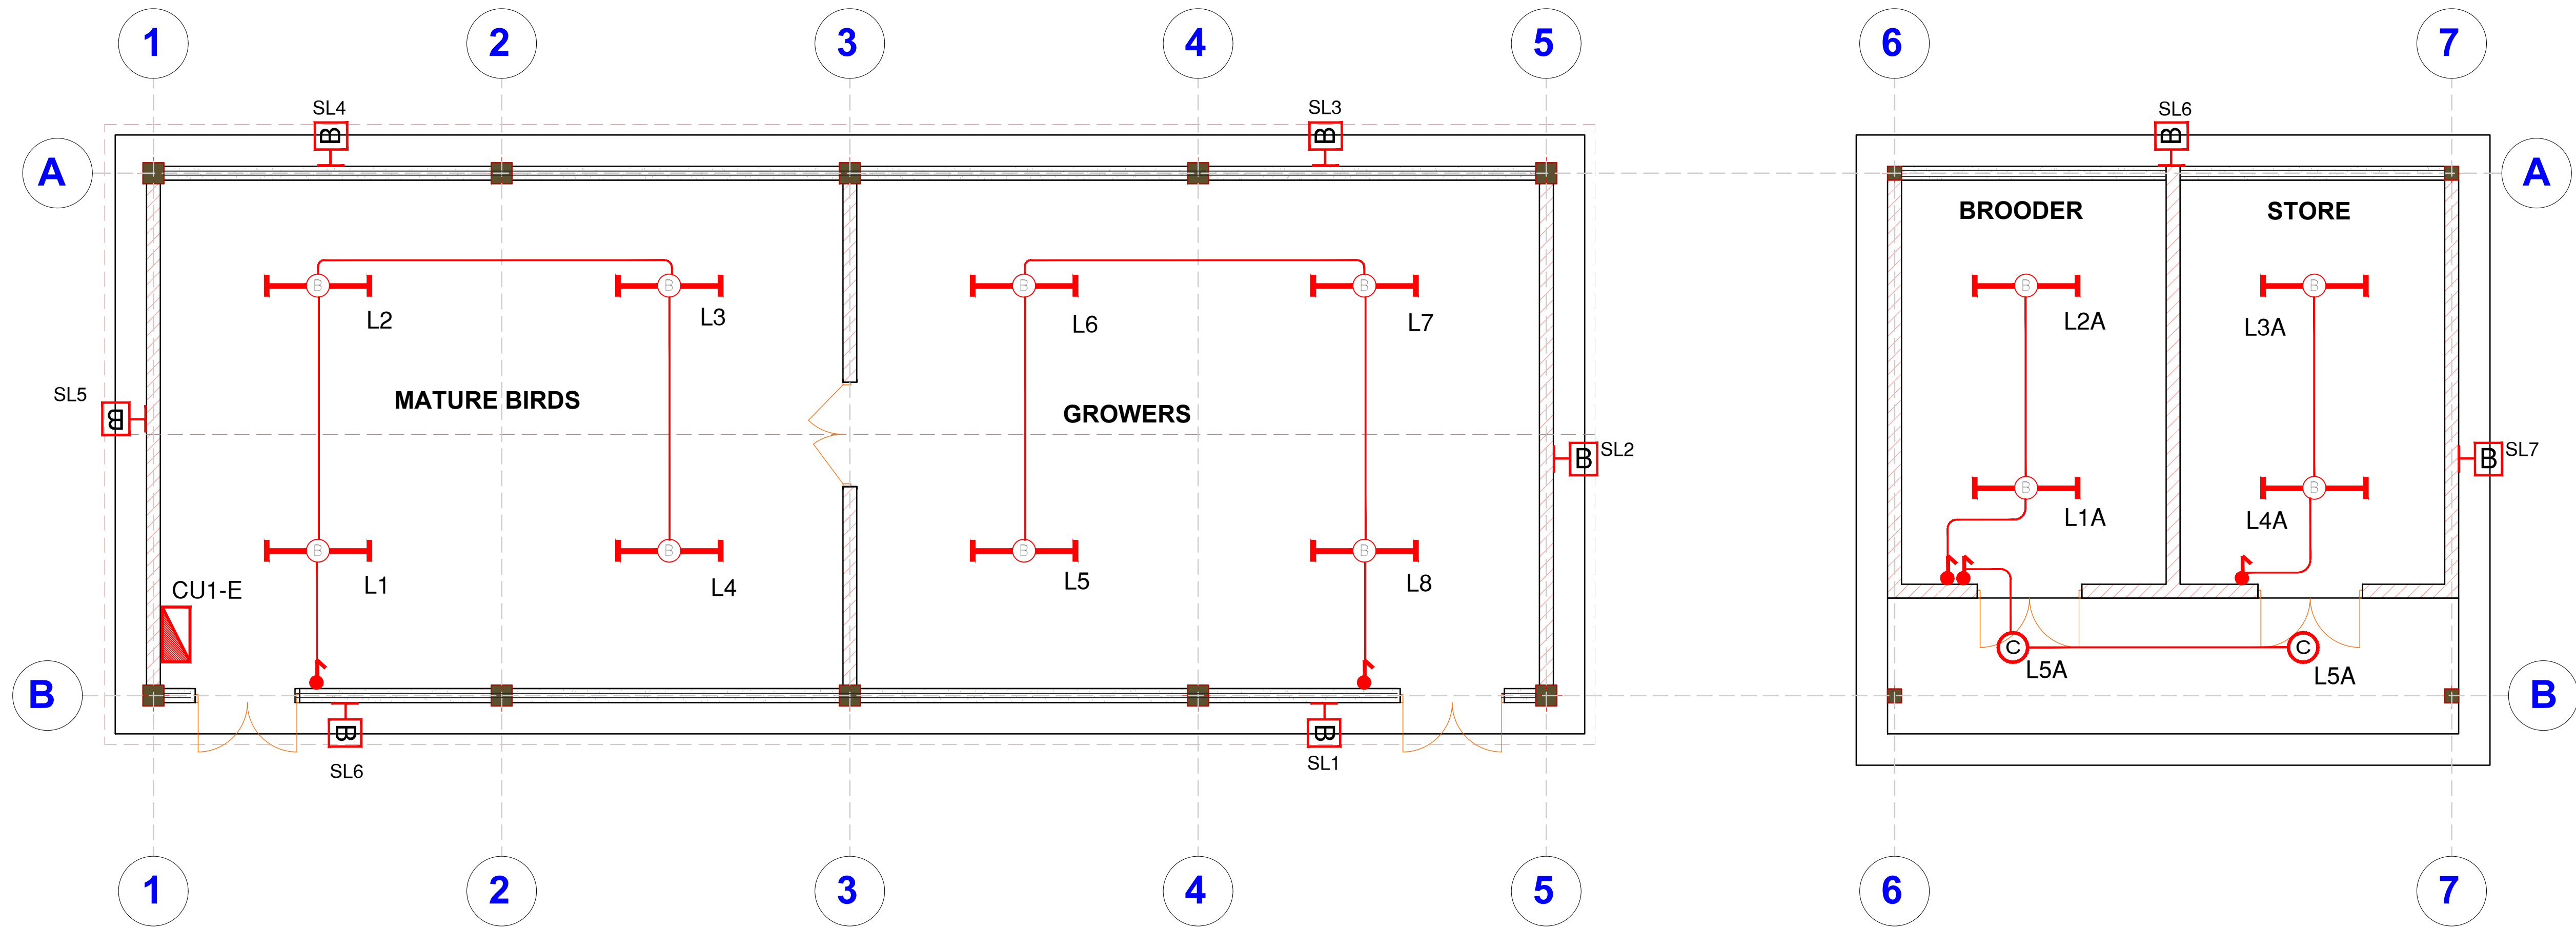 1 2 3 4 5 6 7
SL4 SL3 SL6
B B B
A A
BROODER STORE
B B B B B B
L2 L3 L6 L7 L2A L3A
SL5
B
MATURE BIRDS GROWERS
SL2 SL7
B B
B B
L1A L4A
B B B B
CU1-E L1 L4 L5 L8
C C
L5A L5A
B B
B B
SL6 SL1
1 2 3 4 5 6 7